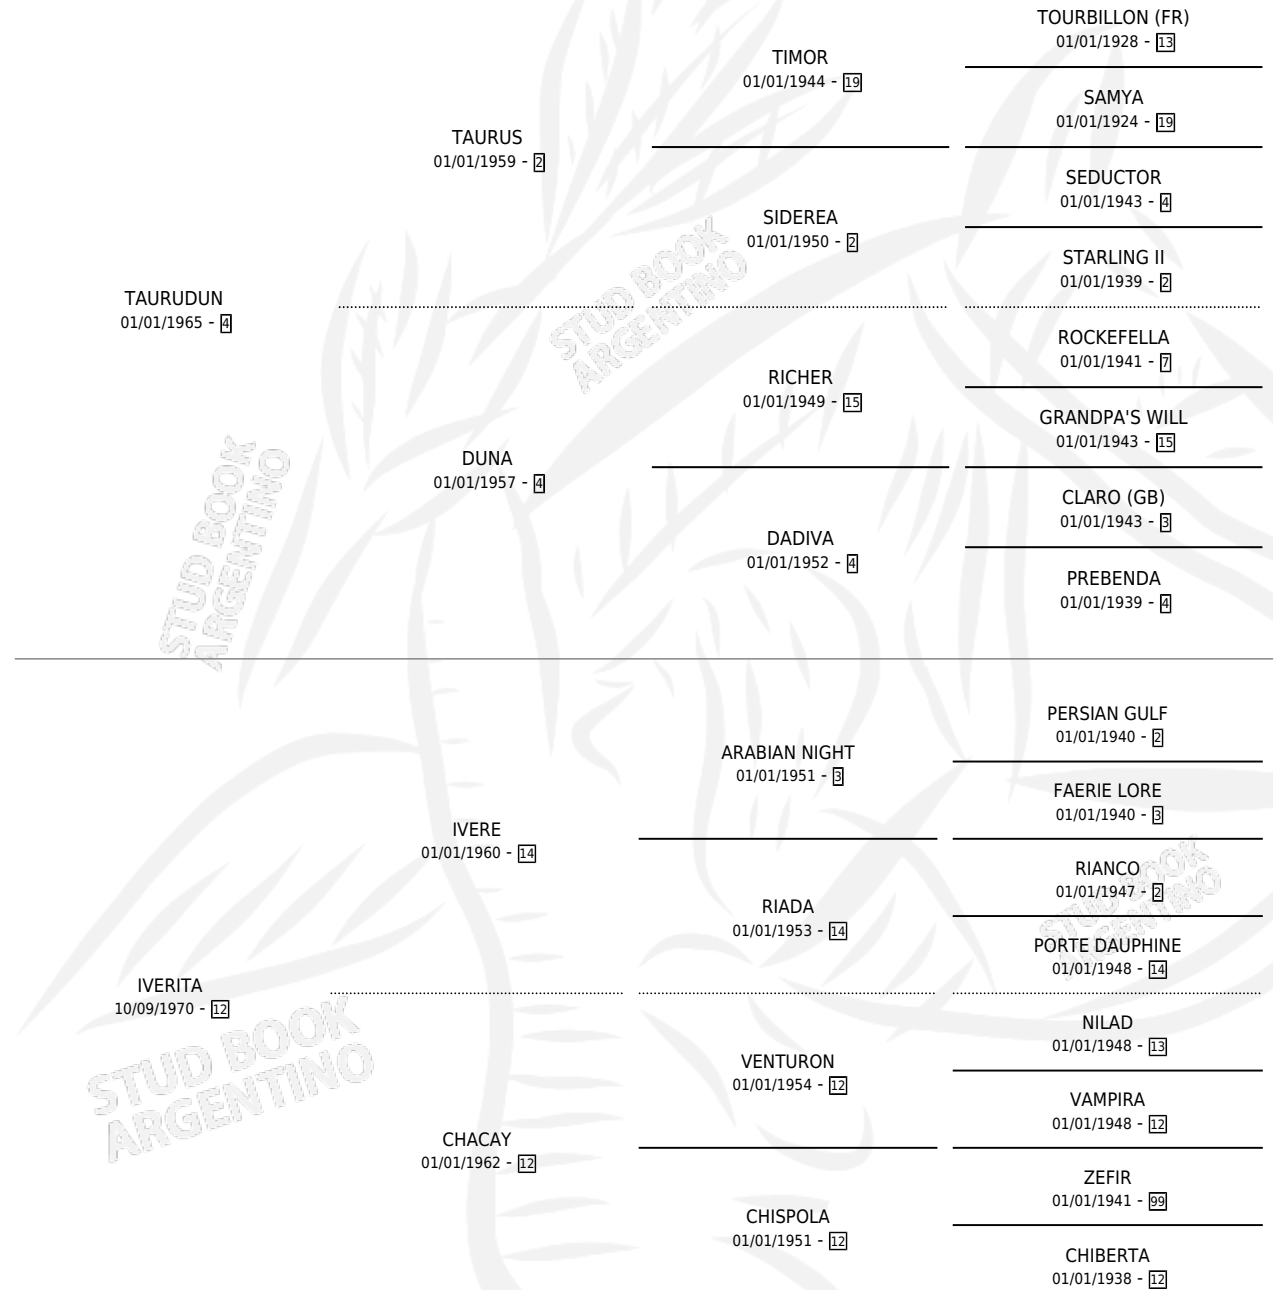 TOURBILLON (FR)
01/01/1928 - 13
TIMOR
01/01/1944 - 19
SAMYA
01/01/1924 - 19
TAURUS
01/01/1959 - 2
SEDUCTOR
01/01/1943 - 4
SIDEREA
01/01/1950 - 2
STARLING II
01/01/1939 - 2
STUD BOOK
ARGENTINO
TAURUDUN
01/01/1965 - 4
ROCKEFELLA
01/01/1941 - 7
RICHER
01/01/1949 - 15
GRANDPA'S WILL
01/01/1943 - 15
DUNA
01/01/1957 - 4
CLARO (GB)
01/01/1943 - 3
DADIVA
01/01/1952 - 4
PREBENDA
01/01/1939 - 4
STUD BOOK
ARGENTINO
PERSIAN GULF
01/01/1940 - 2
ARABIAN NIGHT
01/01/1951 - 3
FAERIE LORE
01/01/1940 - 3
IVERE
01/01/1960 - 14
RIANCO
01/01/1947 - 2
RIADA
01/01/1953 - 14
PORTE DAUPHINE
01/01/1948 - 14
STUD BOOK
ARGENTINO
IVERITA
10/09/1970 - 12
NILAD
01/01/1948 - 13
VENTURON
01/01/1954 - 12
VAMPIRA
01/01/1948 - 12
STUD BOOK
ARGENTINO
CHACAY
01/01/1962 - 12
ZEFIR
01/01/1941 - 99
CHISPOLA
01/01/1951 - 12
CHIBERTA
01/01/1938 - 12